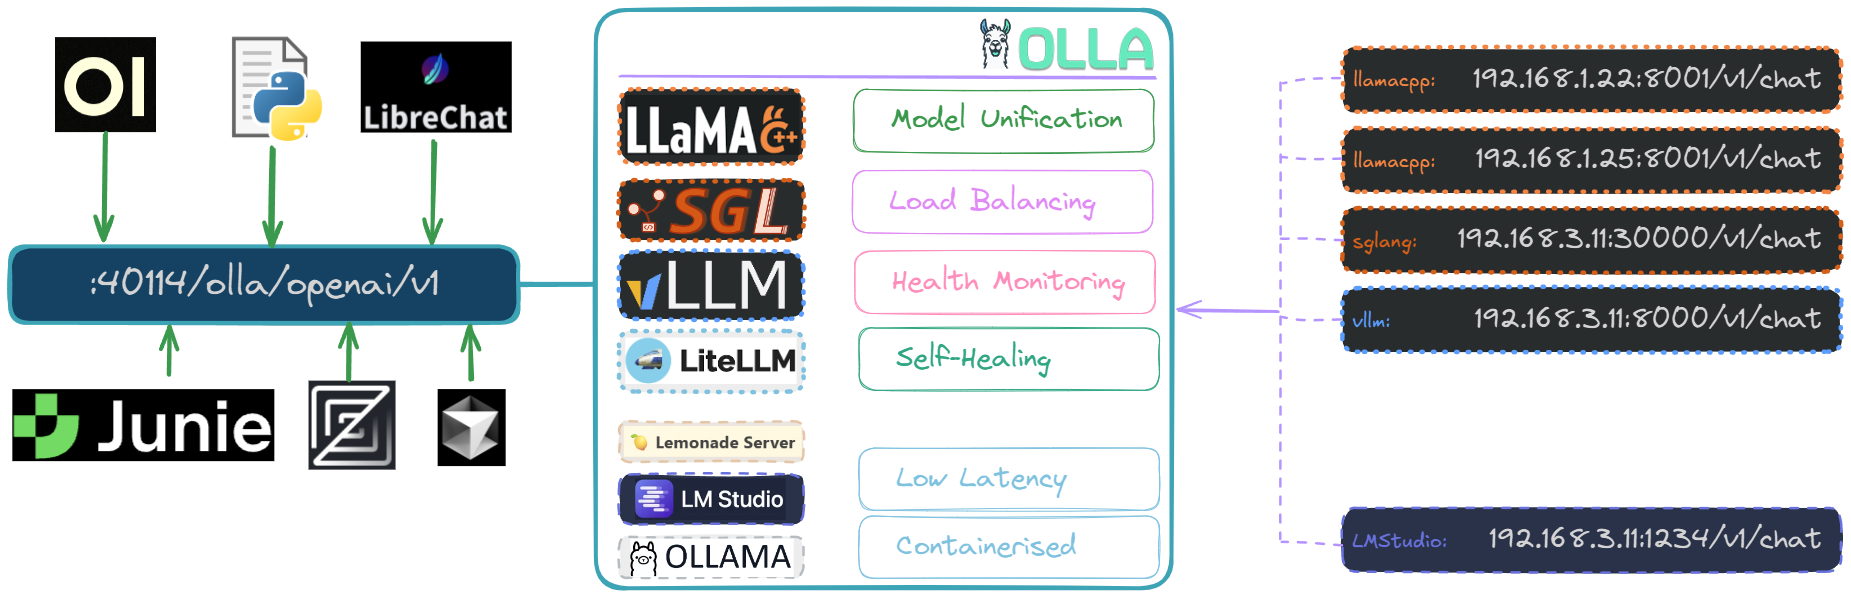 OI
LibreChat
:40114/olla/openai/v1
Junie
OLLA
LLaMA C++
SGL
vLLM
LiteLLM
Lemonade Server
LM Studio
OLLAMA
Model Unification
Load Balancing
Health Monitoring
Self-Healing
Low Latency
Containerised
llamacpp: 192.168.1.22:8001/v1/chat
llamacpp: 192.168.1.25:8001/v1/chat
sglang: 192.168.3.11:30000/v1/chat
vllm: 192.168.3.11:8000/v1/chat
LMStudio: 192.168.3.11:1234/v1/chat